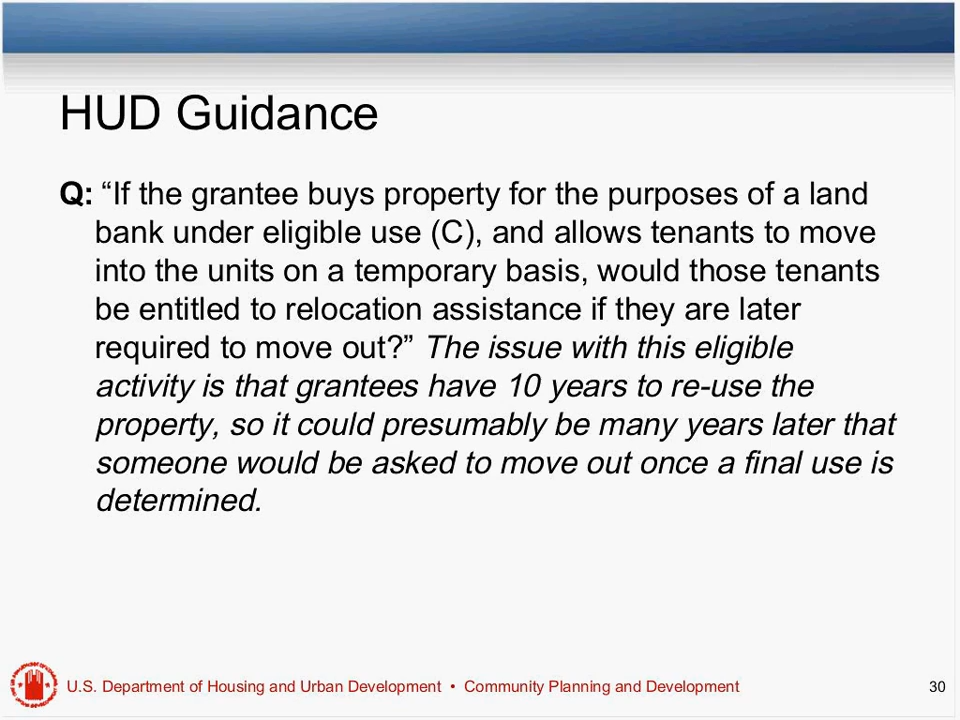 HUD Guidance
Q: “If the grantee buys property for the purposes of a land
bank under eligible use (C), and allows tenants to move
into the units on a temporary basis, would those tenants
be entitled to relocation assistance if they are later
required to move out?” The issue with this eligible
activity is that grantees have 10 years to re-use the
property, so it could presumably be many years later that
someone would be asked to move out once a final use is
determined.
U.S. Department of Housing and Urban Development • Community Planning and Development 30